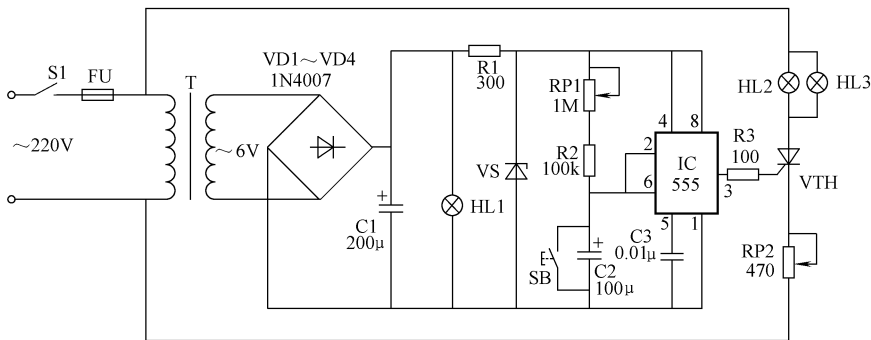 S1
FU
T
VD1～VD4
1N4007
～220V
～6V
R1
300
RP1
1M
R2
100k
VS
HL1
C1
200μ
+
SB
+
C2
100μ
C3
0.01μ
4
8
2
6
IC
555
3
5
1
R3
100
HL2
HL3
VTH
RP2
470